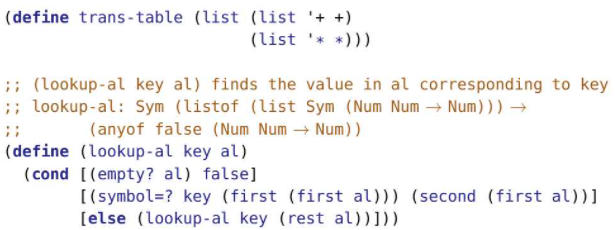 (define trans-table (list (list '+ +)
                          (list '* *)))

;; (lookup-al key al) finds the value in al corresponding to key
;; lookup-al: Sym (listof (list Sym (Num Num → Num))) →
;;        (anyof false (Num Num → Num))
(define (lookup-al key al)
  (cond [(empty? al) false]
        [(symbol=? key (first (first al))) (second (first al))]
        [else (lookup-al key (rest al))]))